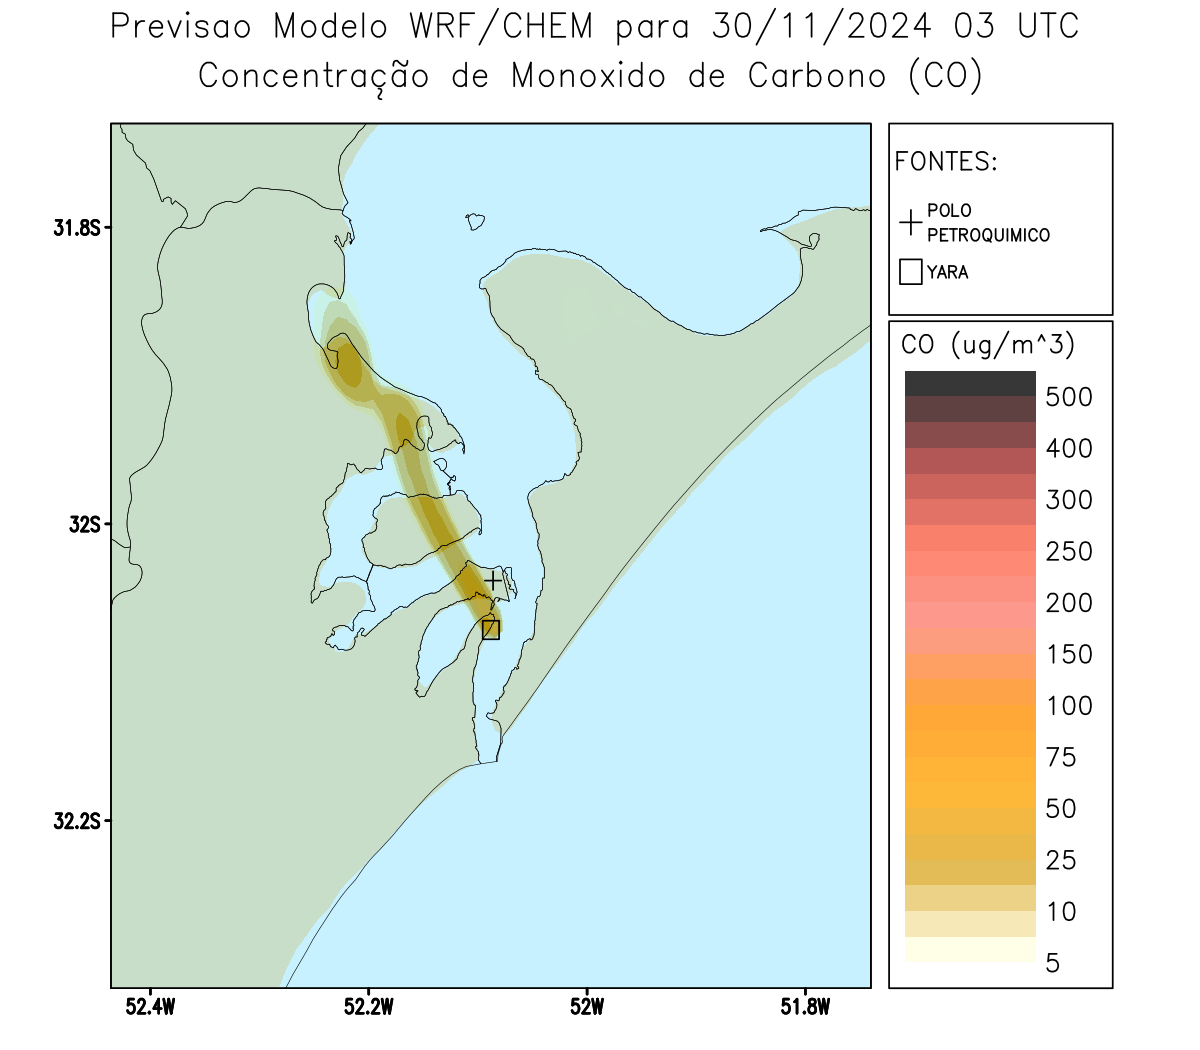 Previsao Modelo WRF/CHEM para 30/11/2024 03 UTC
Concentração de Monoxido de Carbono (CO)
FONTES:
POLO
PETROQUIMICO
YARA
CO (ug/m^3)
500
400
300
250
200
150
100
75
50
25
10
5
31.8S
32S
32.2S
52.4W
52.2W
52W
51.8W